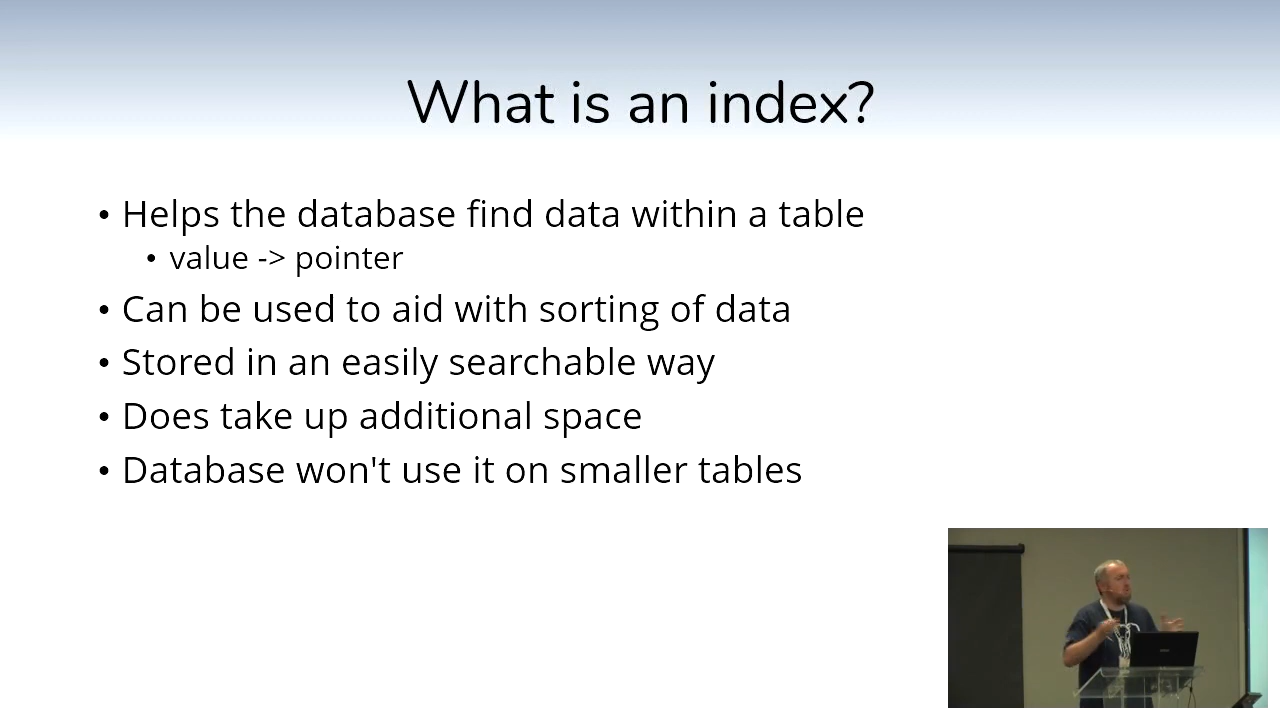 What is an index?
• Helps the database find data within a table
• value -> pointer
• Can be used to aid with sorting of data
• Stored in an easily searchable way
• Does take up additional space
• Database won't use it on smaller tables